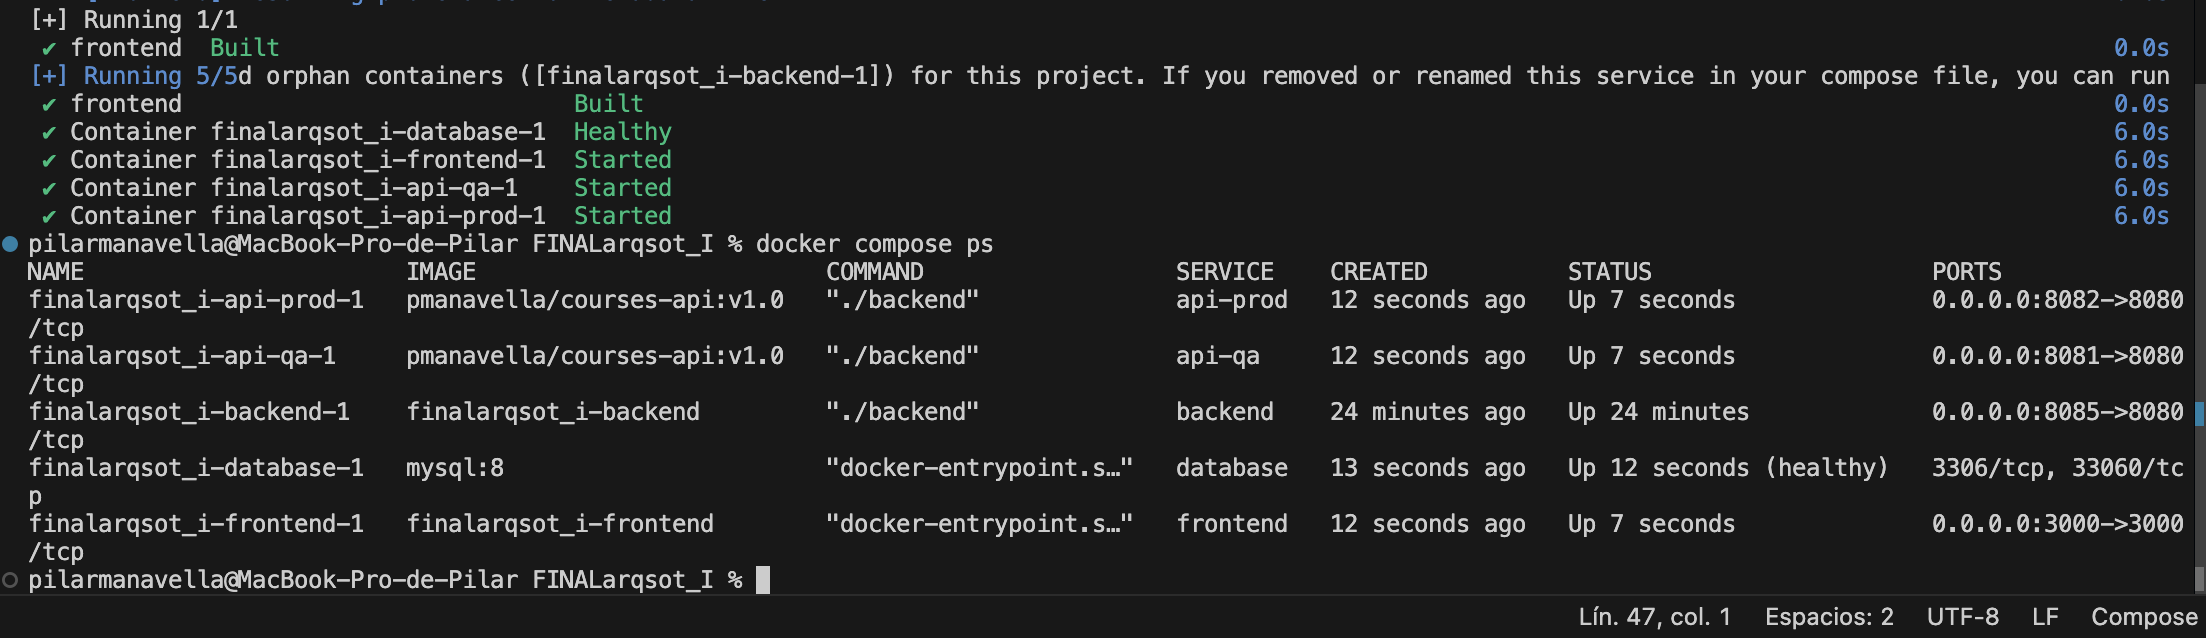 [+] Running 1/1
✔ frontend Built 0.0s
[+] Running 5/5d orphan containers ([finalarqsot_i-backend-1]) for this project. If you removed or renamed this service in your compose file, you can run
✔ frontend Built 0.0s
✔ Container finalarqsot_i-database-1 Healthy 6.0s
✔ Container finalarqsot_i-frontend-1 Started 6.0s
✔ Container finalarqsot_i-api-qa-1 Started 6.0s
✔ Container finalarqsot_i-api-prod-1 Started 6.0s
pilarmanavella@MacBook-Pro-de-Pilar FINALarqsot_I % docker compose ps
NAME IMAGE COMMAND SERVICE CREATED STATUS PORTS
finalarqsot_i-api-prod-1 pmanavella/courses-api:v1.0 "./backend" api-prod 12 seconds ago Up 7 seconds 0.0.0.0:8082->8080
/tcp
finalarqsot_i-api-qa-1 pmanavella/courses-api:v1.0 "./backend" api-qa 12 seconds ago Up 7 seconds 0.0.0.0:8081->8080
/tcp
finalarqsot_i-backend-1 finalarqsot_i-backend "./backend" backend 24 minutes ago Up 24 minutes 0.0.0.0:8085->8080
/tcp
finalarqsot_i-database-1 mysql:8 "docker-entrypoint.s…" database 13 seconds ago Up 12 seconds (healthy) 3306/tcp, 33060/tc
p
finalarqsot_i-frontend-1 finalarqsot_i-frontend "docker-entrypoint.s…" frontend 12 seconds ago Up 7 seconds 0.0.0.0:3000->3000
/tcp
pilarmanavella@MacBook-Pro-de-Pilar FINALarqsot_I %
Lín. 47, col. 1 Espacios: 2 UTF-8 LF Compose